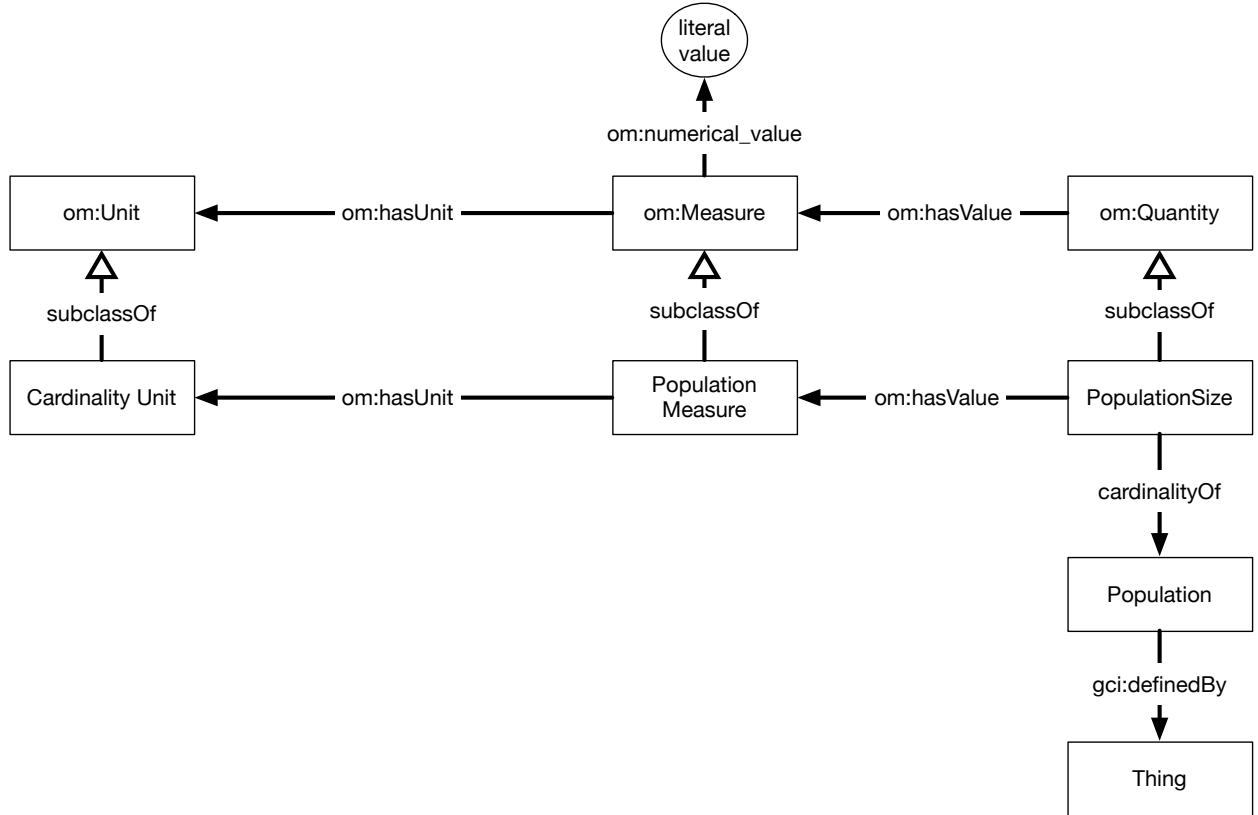 literal
value
om:numerical_value
om:Unit
om:hasUnit
om:Measure
om:hasValue
om:Quantity
subclassOf
subclassOf
subclassOf
Cardinality Unit
om:hasUnit
Population
Measure
om:hasValue
PopulationSize
cardinalityOf
Population
gci:definedBy
Thing